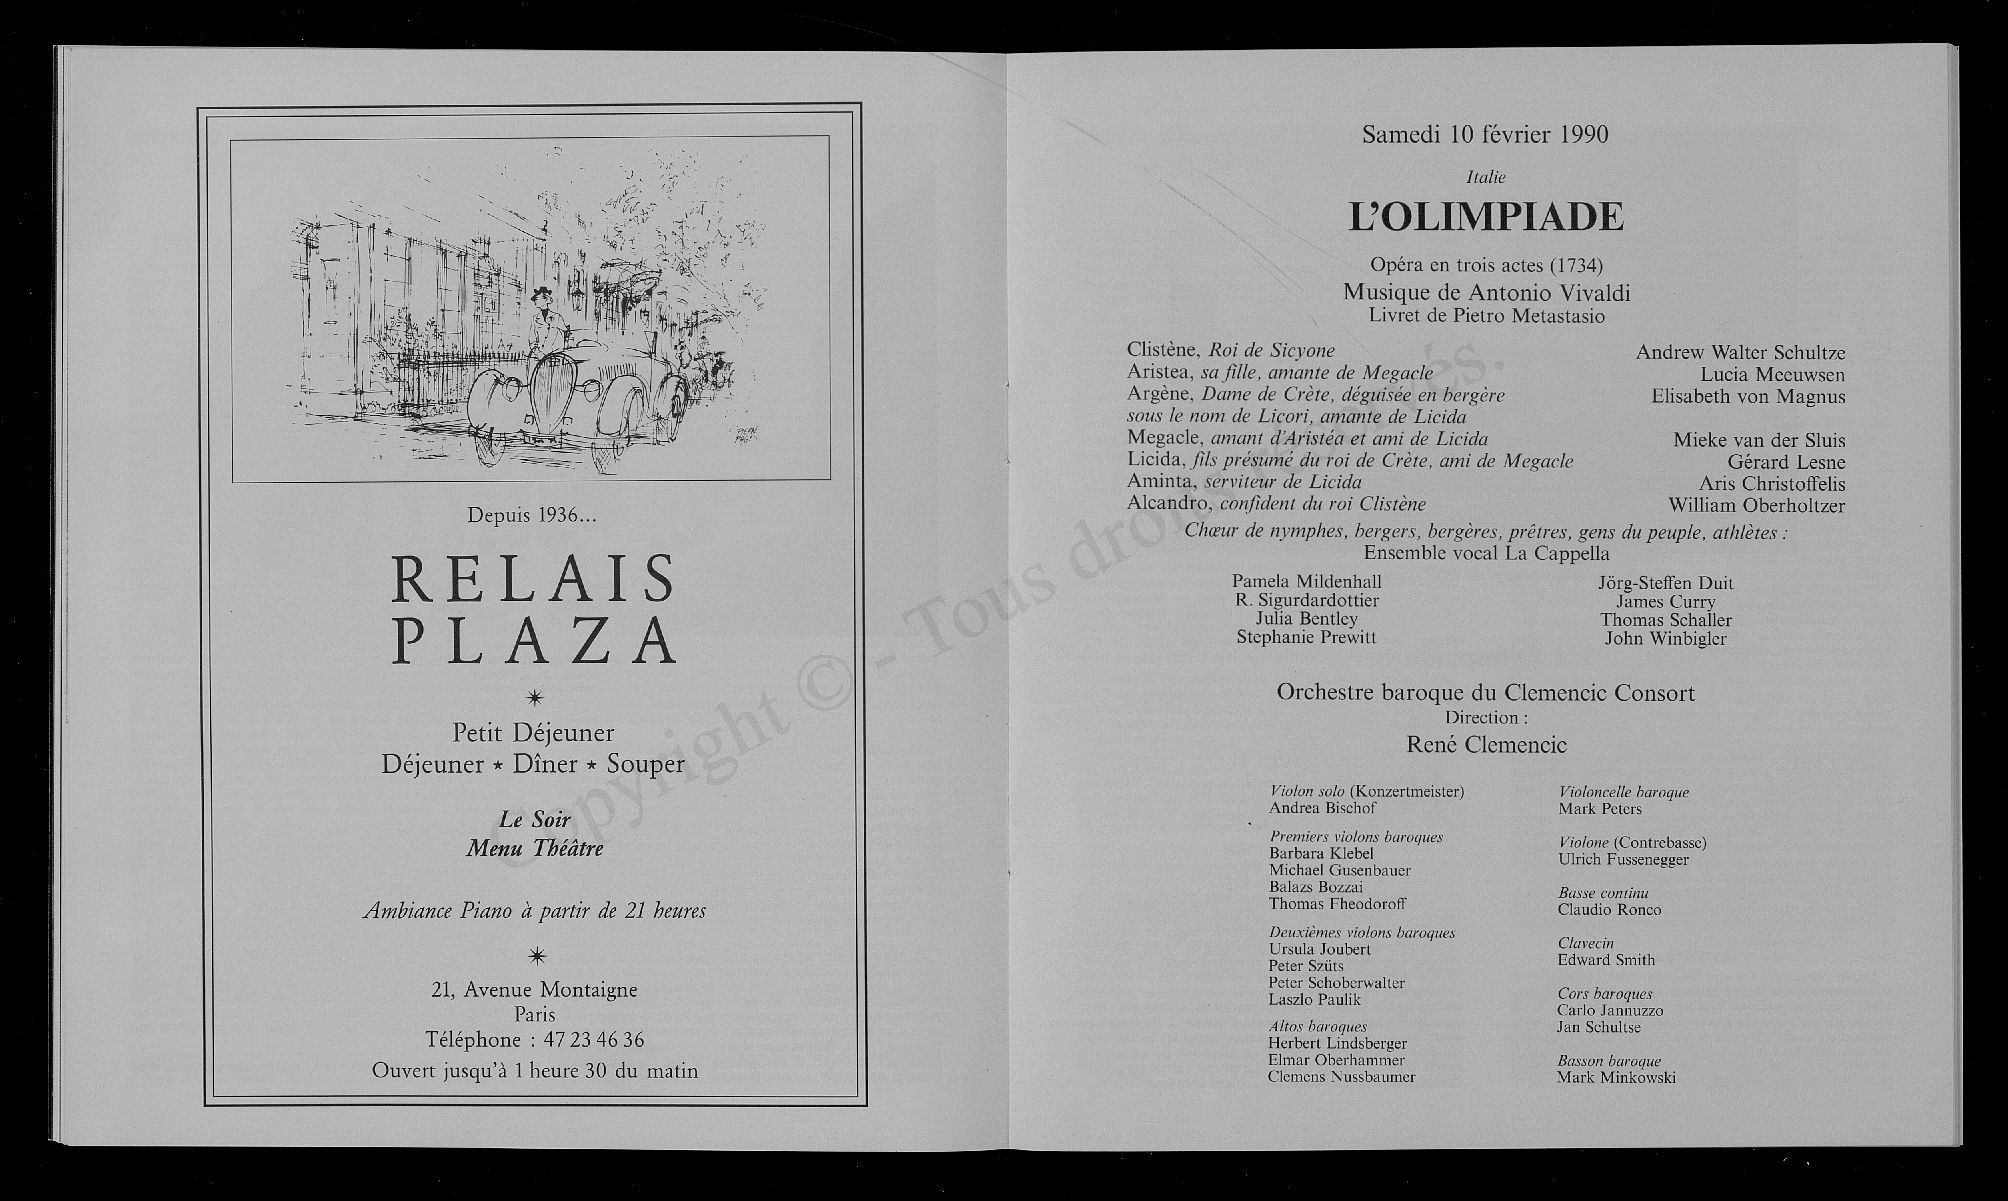 Depuis 1936...
RELAIS
PLAZA
Petit Déjeuner
Déjeuner ★ Dîner ★ Souper
Le Soir
Menu Théâtre
Ambiance Piano à partir de 21 heures
21, Avenue Montaigne
Paris
Téléphone : 47 23 46 36
Ouvert jusqu'à 1 heure 30 du matin
Samedi 10 février 1990
Italie
L'OLIMPIADE
Opéra en trois actes (1734)
Musique de Antonio Vivaldi
Livret de Pietro Metastasio
Clistène, Roi de Sicyone Andrew Walter Schultze
Aristea, sa fille, amante de Megacle Lucia Meeuwsen
Argène, Dame de Crète, déguisée en bergère Elisabeth von Magnus
sous le nom de Licori, amante de Licida
Megacle, amant d'Aristéa et ami de Licida Mieke van der Sluis
Licida, fils présumé du roi de Crète, ami de Megacle Gérard Lesne
Aminta, serviteur de Licida Aris Christoffelis
Alcandro, confident du roi Clistène William Oberholtzer
Chœur de nymphes, bergers, bergères, prêtres, gens du peuple, athlètes :
Ensemble vocal La Cappella
Pamela Mildenhall Jörg-Steffen Duit
R. Sigurdardottier James Curry
Julia Bentley Thomas Schaller
Stephanie Prewitt John Winbigler
Orchestre baroque du Clemencic Consort
Direction :
René Clemencic
Violon solo (Konzertmeister)
Andrea Bischof
Premiers violons baroques
Barbara Klebel
Michael Gusenbauer
Balazs Bozzai
Thomas Fheodoroff
Deuxièmes violons baroques
Ursula Joubert
Peter Szüts
Peter Schoberwalter
Laszlo Paulik
Altos baroques
Herbert Lindsberger
Elmar Oberhammer
Clemens Nussbaumer
Violoncelle baroque
Mark Peters
Violone (Contrebasse)
Ulrich Fussenegger
Basse continu
Claudio Ronco
Clavecin
Edward Smith
Cors baroques
Carlo Jannuzzo
Jan Schultse
Basson baroque
Mark Minkowski
Copyright © - Tous droits réservés.